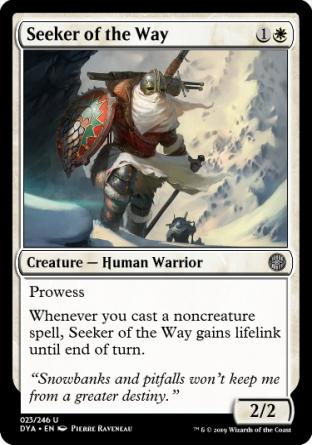 Seeker of the Way 1
Creature — Human Warrior
Prowess
Whenever you cast a noncreature
spell, Seeker of the Way gains lifelink
until end of turn.
“Snowbanks and pitfalls won’t keep me
from a greater destiny.”
2/2
023/246 U
DYA • EN Pierre Raveneau
™ & © 2019 Wizards of the Coast